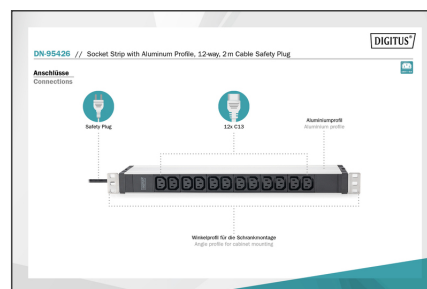 DIGITUS®
DN-95426 // Socket Strip with Aluminum Profile, 12-way, 2 m Cable Safety Plug
Anschlüsse
Connections
Safety Plug
12x C13
Aluminiumprofil
Aluminium profile
Winkelprofil für die Schrankmontage
Angle profile for cabinet mounting